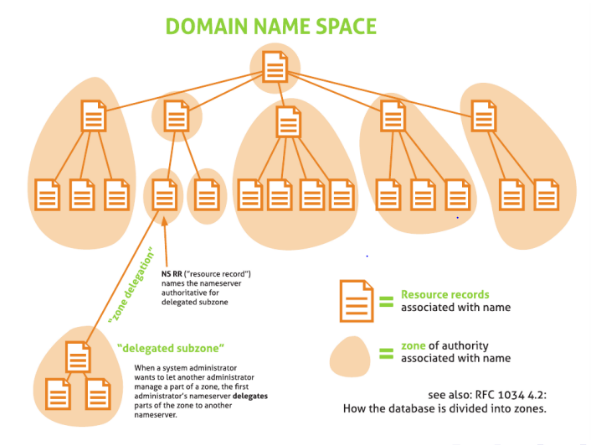 DOMAIN NAME SPACE
NS RR ("resource record")
names the nameserver
authoritative for
delegated subzone
"zone delegation"
"delegated subzone"
When a system administrator
wants to let another administrator
manage a part of a zone, the first
administrator's nameserver delegates
parts of the zone to another
nameserver.
= Resource records
associated with name
= zone of authority
associated with name
see also: RFC 1034 4.2:
How the database is divided into zones.